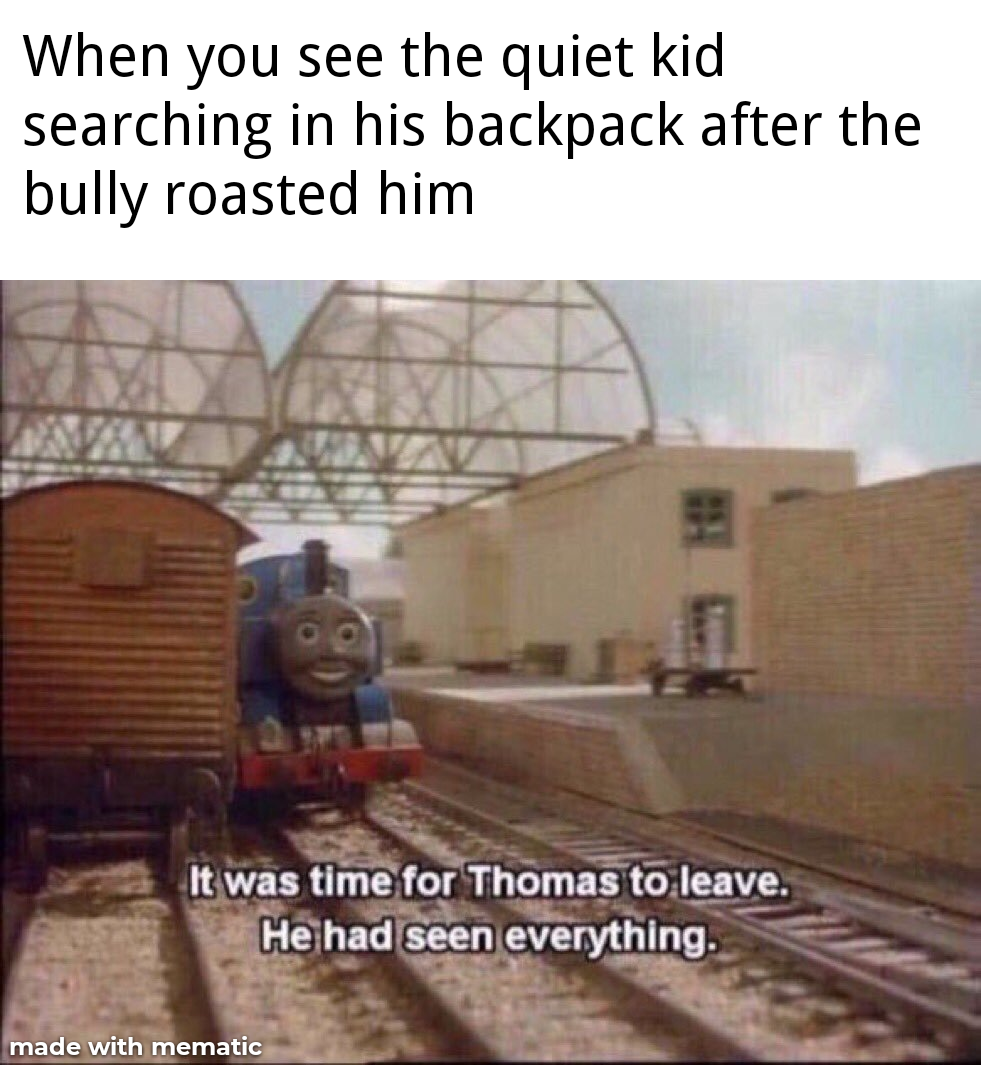 When you see the quiet kid
searching in his backpack after the
bully roasted him
It was time for Thomas to leave.
He had seen everything.
made with mematic